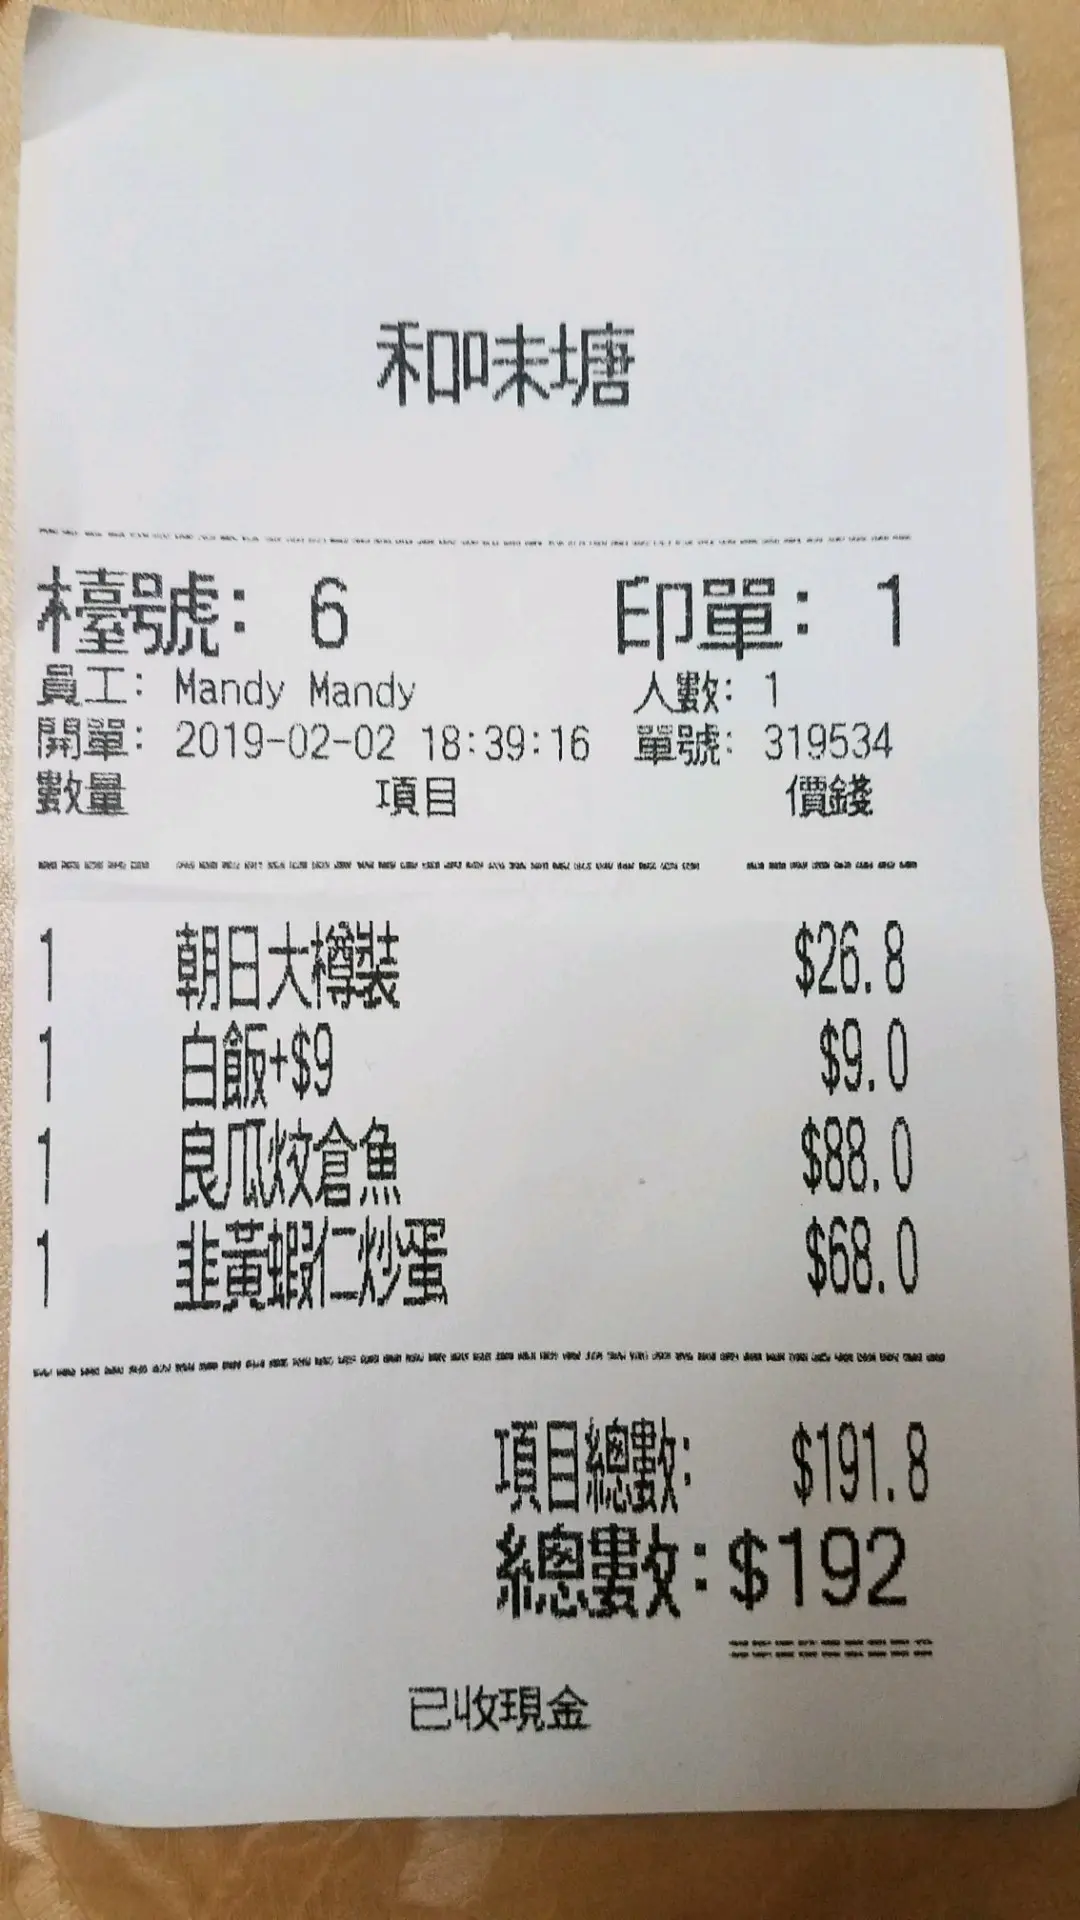 和味塘
檯號: 6 印單: 1
員工: Mandy Mandy 人數: 1
開單: 2019-02-02 18:39:16 單號: 319534
數量 項目 價錢
1 朝日大樽裝 $26.8
1 白飯+$9 $9.0
1 良瓜炆倉魚 $88.0
1 韭黃蝦仁炒蛋 $68.0
項目總數: $191.8
總數: $192
已收現金